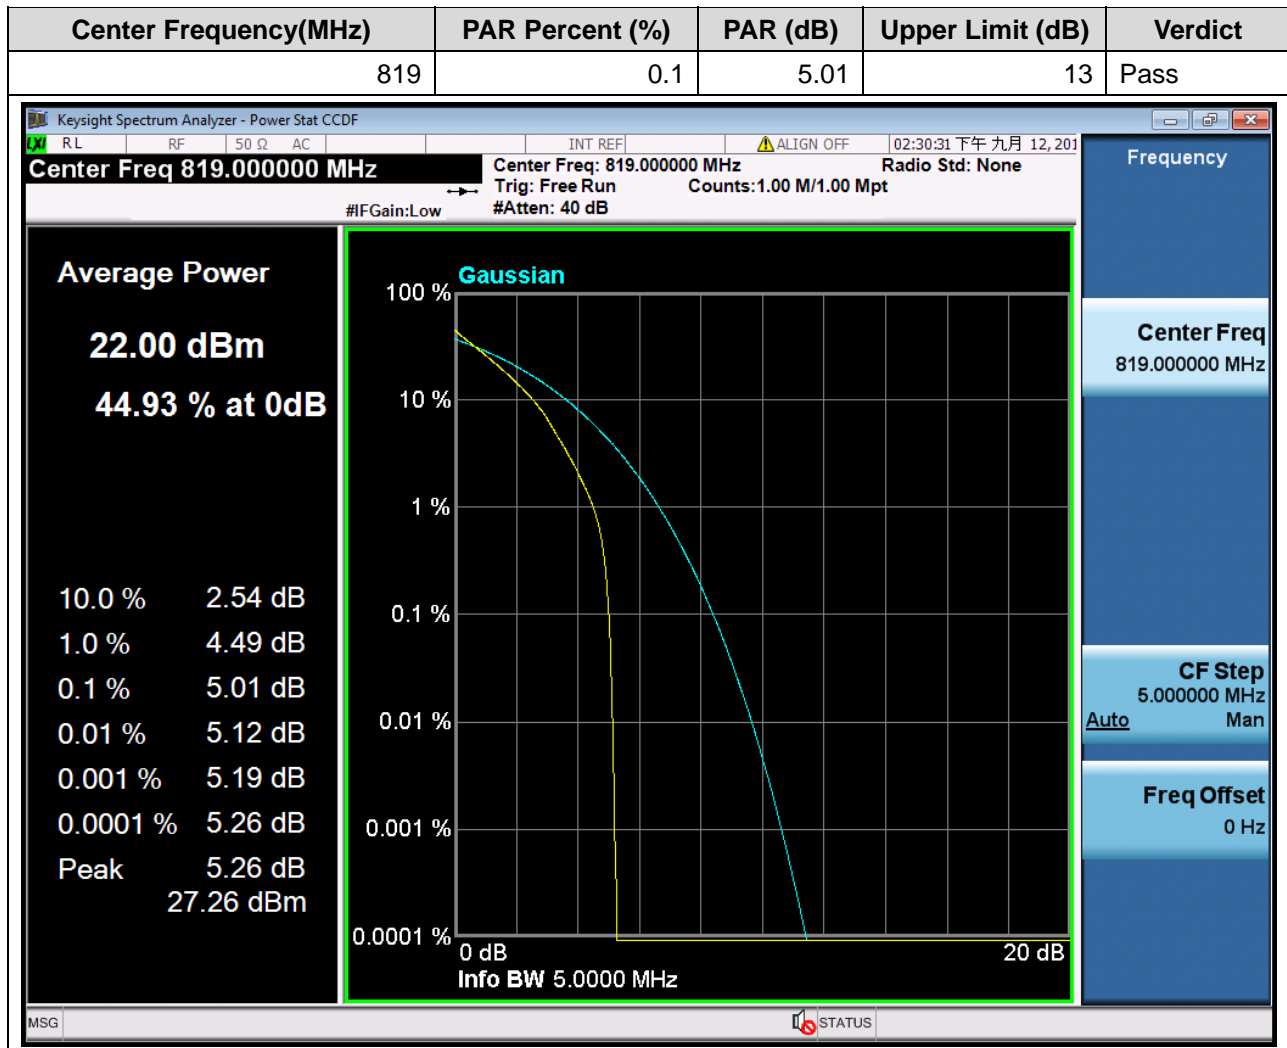 Center Frequency(MHz) PAR Percent (%) PAR (dB) Upper Limit (dB) Verdict
819 0.1 5.01 13 Pass
Keysight Spectrum Analyzer - Power Stat CCDF
LXI RL RF 50 Ω AC INT REF ALIGN OFF 02:30:31 下午 九月 12, 201
Center Freq 819.000000 MHz
Center Freq: 819.000000 MHz Radio Std: None
Trig: Free Run Counts:1.00 M/1.00 Mpt
#IFGain:Low #Atten: 40 dB
Average Power
22.00 dBm
44.93 % at 0dB
10.0 % 2.54 dB
1.0 % 4.49 dB
0.1 % 5.01 dB
0.01 % 5.12 dB
0.001 % 5.19 dB
0.0001 % 5.26 dB
Peak 5.26 dB
27.26 dBm
Gaussian
100 %
10 %
1 %
0.1 %
0.01 %
0.001 %
0.0001 %
0 dB 20 dB
Info BW 5.0000 MHz
Frequency
Center Freq
819.000000 MHz
CF Step
5.000000 MHz
Auto Man
Freq Offset
0 Hz
MSG STATUS